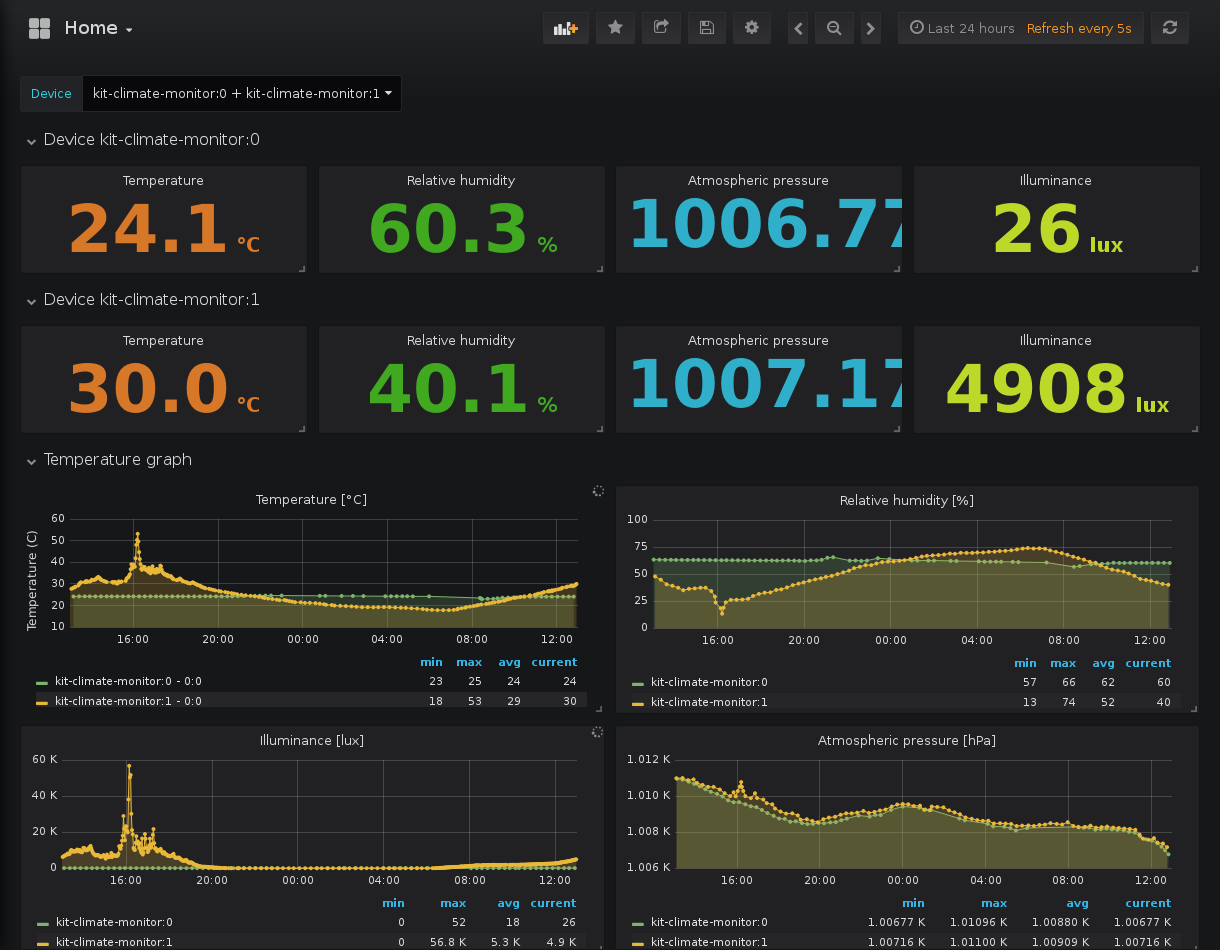 Home
Last 24 hours Refresh every 5s
Device kit-climate-monitor:0 + kit-climate-monitor:1
Device kit-climate-monitor:0
Temperature Relative humidity Atmospheric pressure Illuminance
24.1 °C 60.3 % 1006.77 26 lux
Device kit-climate-monitor:1
Temperature Relative humidity Atmospheric pressure Illuminance
30.0 °C 40.1 % 1007.17 4908 lux
Temperature graph
Temperature [°C]
Temperature (C)
60
50
40
30
20
10
16:00 20:00 00:00 04:00 08:00 12:00
min max avg current
kit-climate-monitor:0 - 0:0 23 25 24 24
kit-climate-monitor:1 - 0:0 18 53 29 30
Relative humidity [%]
100
75
50
25
0
16:00 20:00 00:00 04:00 08:00 12:00
min max avg current
kit-climate-monitor:0 57 66 62 60
kit-climate-monitor:1 13 74 52 40
Illuminance [lux]
60 K
40 K
20 K
0
16:00 20:00 00:00 04:00 08:00 12:00
min max avg current
kit-climate-monitor:0 0 52 18 26
kit-climate-monitor:1 0 56.8 K 5.3 K 4.9 K
Atmospheric pressure [hPa]
1.012 K
1.010 K
1.008 K
1.006 K
16:00 20:00 00:00 04:00 08:00 12:00
min max avg current
kit-climate-monitor:0 1.00677 K 1.01096 K 1.00880 K 1.00677 K
kit-climate-monitor:1 1.00716 K 1.01100 K 1.00909 K 1.00716 K